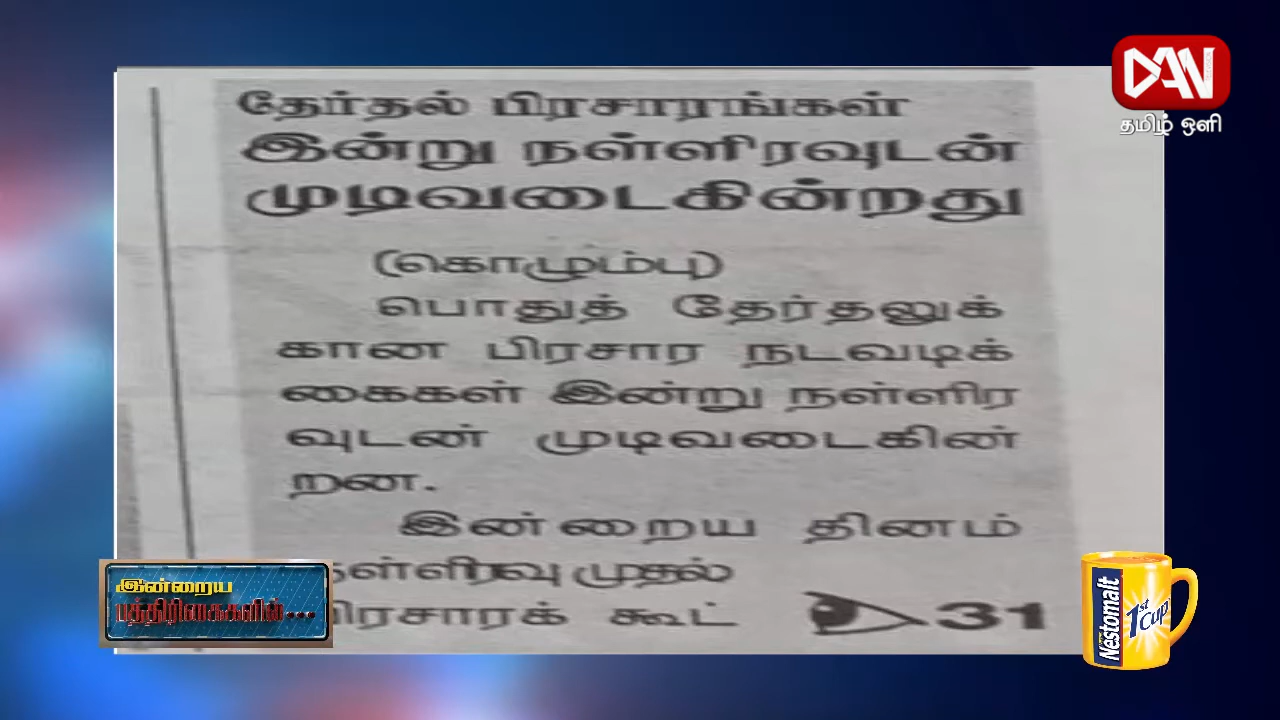 தேர்தல் பிரசாரங்கள்
இன்று நள்ளிரவுடன்
முடிவடைகின்றது
(கொழும்பு)
பொதுத் தேர்தலுக்
கான பிரசார நடவடிக்
கைகள் இன்று நள்ளிர
வுடன் முடிவடைகின்
றன.
இன்றைய தினம்
நள்ளிரவு முதல்
பிரசாரக் கூட் 31
DAN
தமிழ் ஒளி
இன்றைய
பத்திரிகைகளில்...
Nestomalt
1st Cup